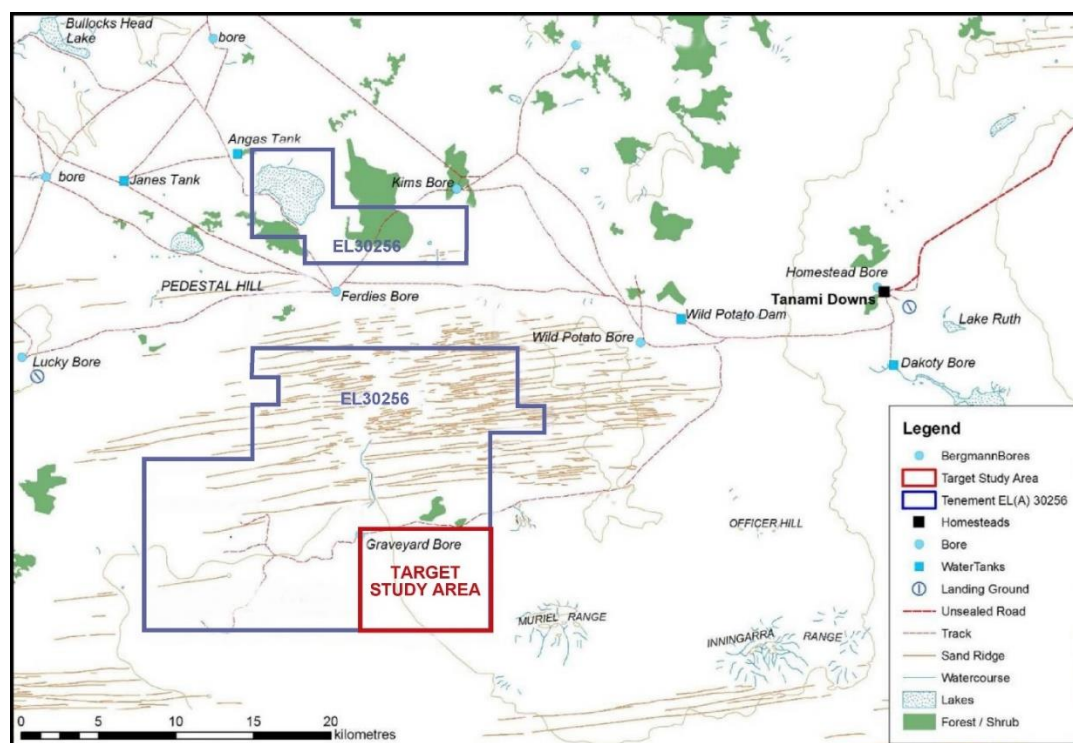 Bullocks Head
Lake
bore
Angas Tank
bore
Janes Tank
Kims Bore
EL30256
PEDESTAL HILL
Ferdies Bore
Homestead Bore
Tanami Downs
Wild Potato Dam
Lake Ruth
Wild Potato Bore
Lucky Bore
Dakoty Bore
EL30256
OFFICER HILL
Graveyard Bore
TARGET
STUDY AREA
MURIEL RANGE
INNINGARRA RANGE
Legend
BergmannBores
Target Study Area
Tenement EL(A) 30256
Homesteads
Bore
WaterTanks
Landing Ground
Unsealed Road
Track
Sand Ridge
Watercourse
Lakes
Forest / Shrub
0 5 10 15 20
kilometres